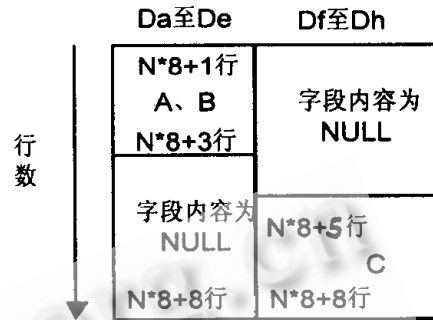 Da至De
Df至Dh
行数
N*8+1行
A、B
N*8+3行
字段内容为
NULL
字段内容为
NULL
N*8+8行
N*8+5行
C
N*8+8行